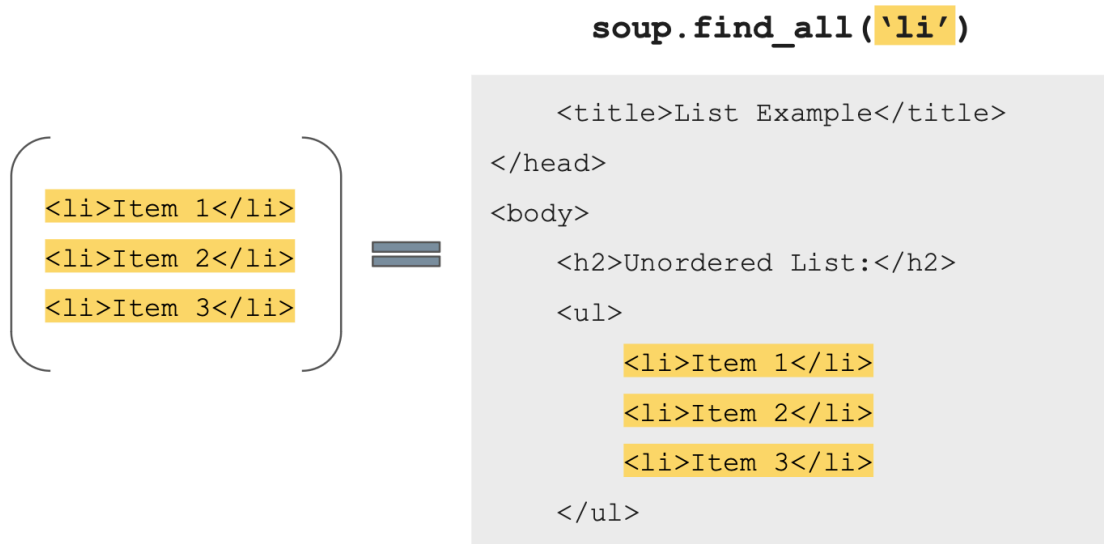 soup.find_all(‘li’)
<li>Item 1</li>
<li>Item 2</li>
<li>Item 3</li>
<title>List Example</title>
</head>
<body>
<h2>Unordered List:</h2>
<ul>
<li>Item 1</li>
<li>Item 2</li>
<li>Item 3</li>
</ul>